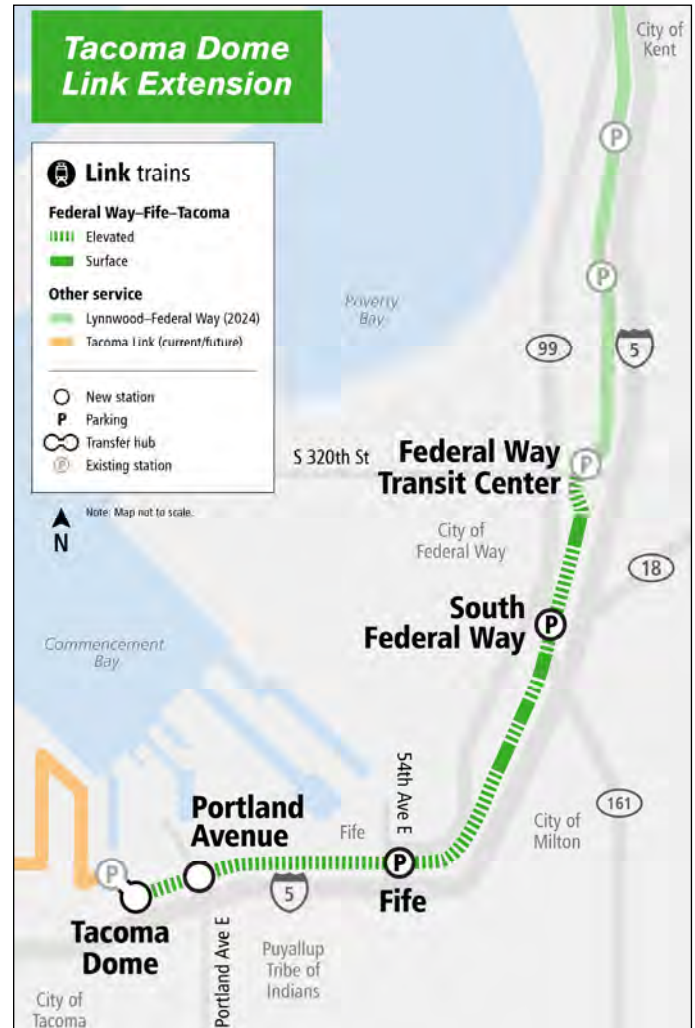 Tacoma Dome
Link Extension
City of
Kent
Link trains
Federal Way–Fife–Tacoma
Elevated
Surface
Other service
Lynnwood–Federal Way (2024)
Tacoma Link (current/future)
New station
P Parking
Transfer hub
P Existing station
Note: Map not to scale.
N
P
P
Poverty
Bay
99
5
S 320th St
Federal Way
Transit Center
P
City of
Federal Way
18
South
Federal Way
P
Commencement
Bay
54th Ave E
161
City of
Milton
Portland
Avenue
Fife
P
Fife
P
5
Tacoma
Dome
Portland Ave E
Puyallup
Tribe of
Indians
City of
Tacoma